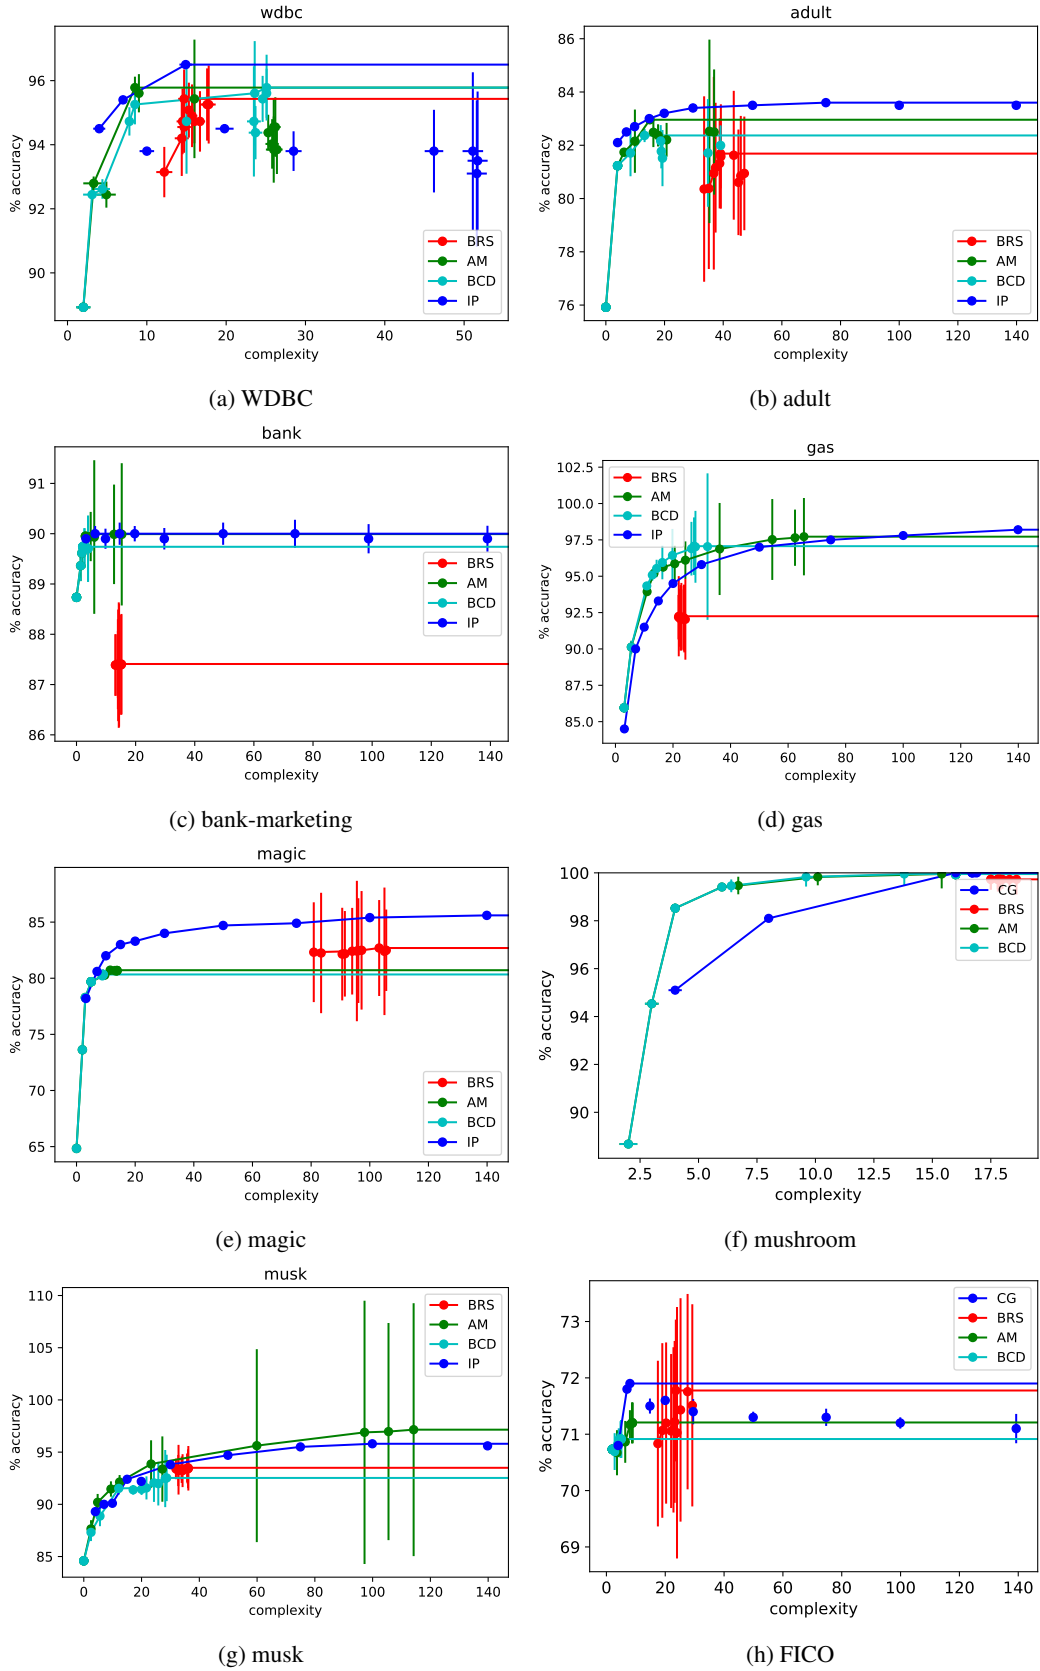 wdbc
% accuracy
96
94
92
90
BRS
AM
BCD
IP
0 10 20 30 40 50
complexity
(a) WDBC
adult
% accuracy
86
84
82
80
78
76
BRS
AM
BCD
IP
0 20 40 60 80 100 120 140
complexity
(b) adult
bank
% accuracy
91
90
89
88
87
86
BRS
AM
BCD
IP
0 20 40 60 80 100 120 140
complexity
(c) bank-marketing
gas
% accuracy
102.5
100.0
97.5
95.0
92.5
90.0
87.5
85.0
BRS
AM
BCD
IP
0 20 40 60 80 100 120 140
complexity
(d) gas
magic
% accuracy
85
80
75
70
65
BRS
AM
BCD
IP
0 20 40 60 80 100 120 140
complexity
(e) magic
% accuracy
100
98
96
94
92
90
CG
BRS
AM
BCD
2.5 5.0 7.5 10.0 12.5 15.0 17.5
complexity
(f) mushroom
musk
% accuracy
110
105
100
95
90
85
BRS
AM
BCD
IP
0 20 40 60 80 100 120 140
complexity
(g) musk
% accuracy
73
72
71
70
69
CG
BRS
AM
BCD
0 20 40 60 80 100 120 140
complexity
(h) FICO